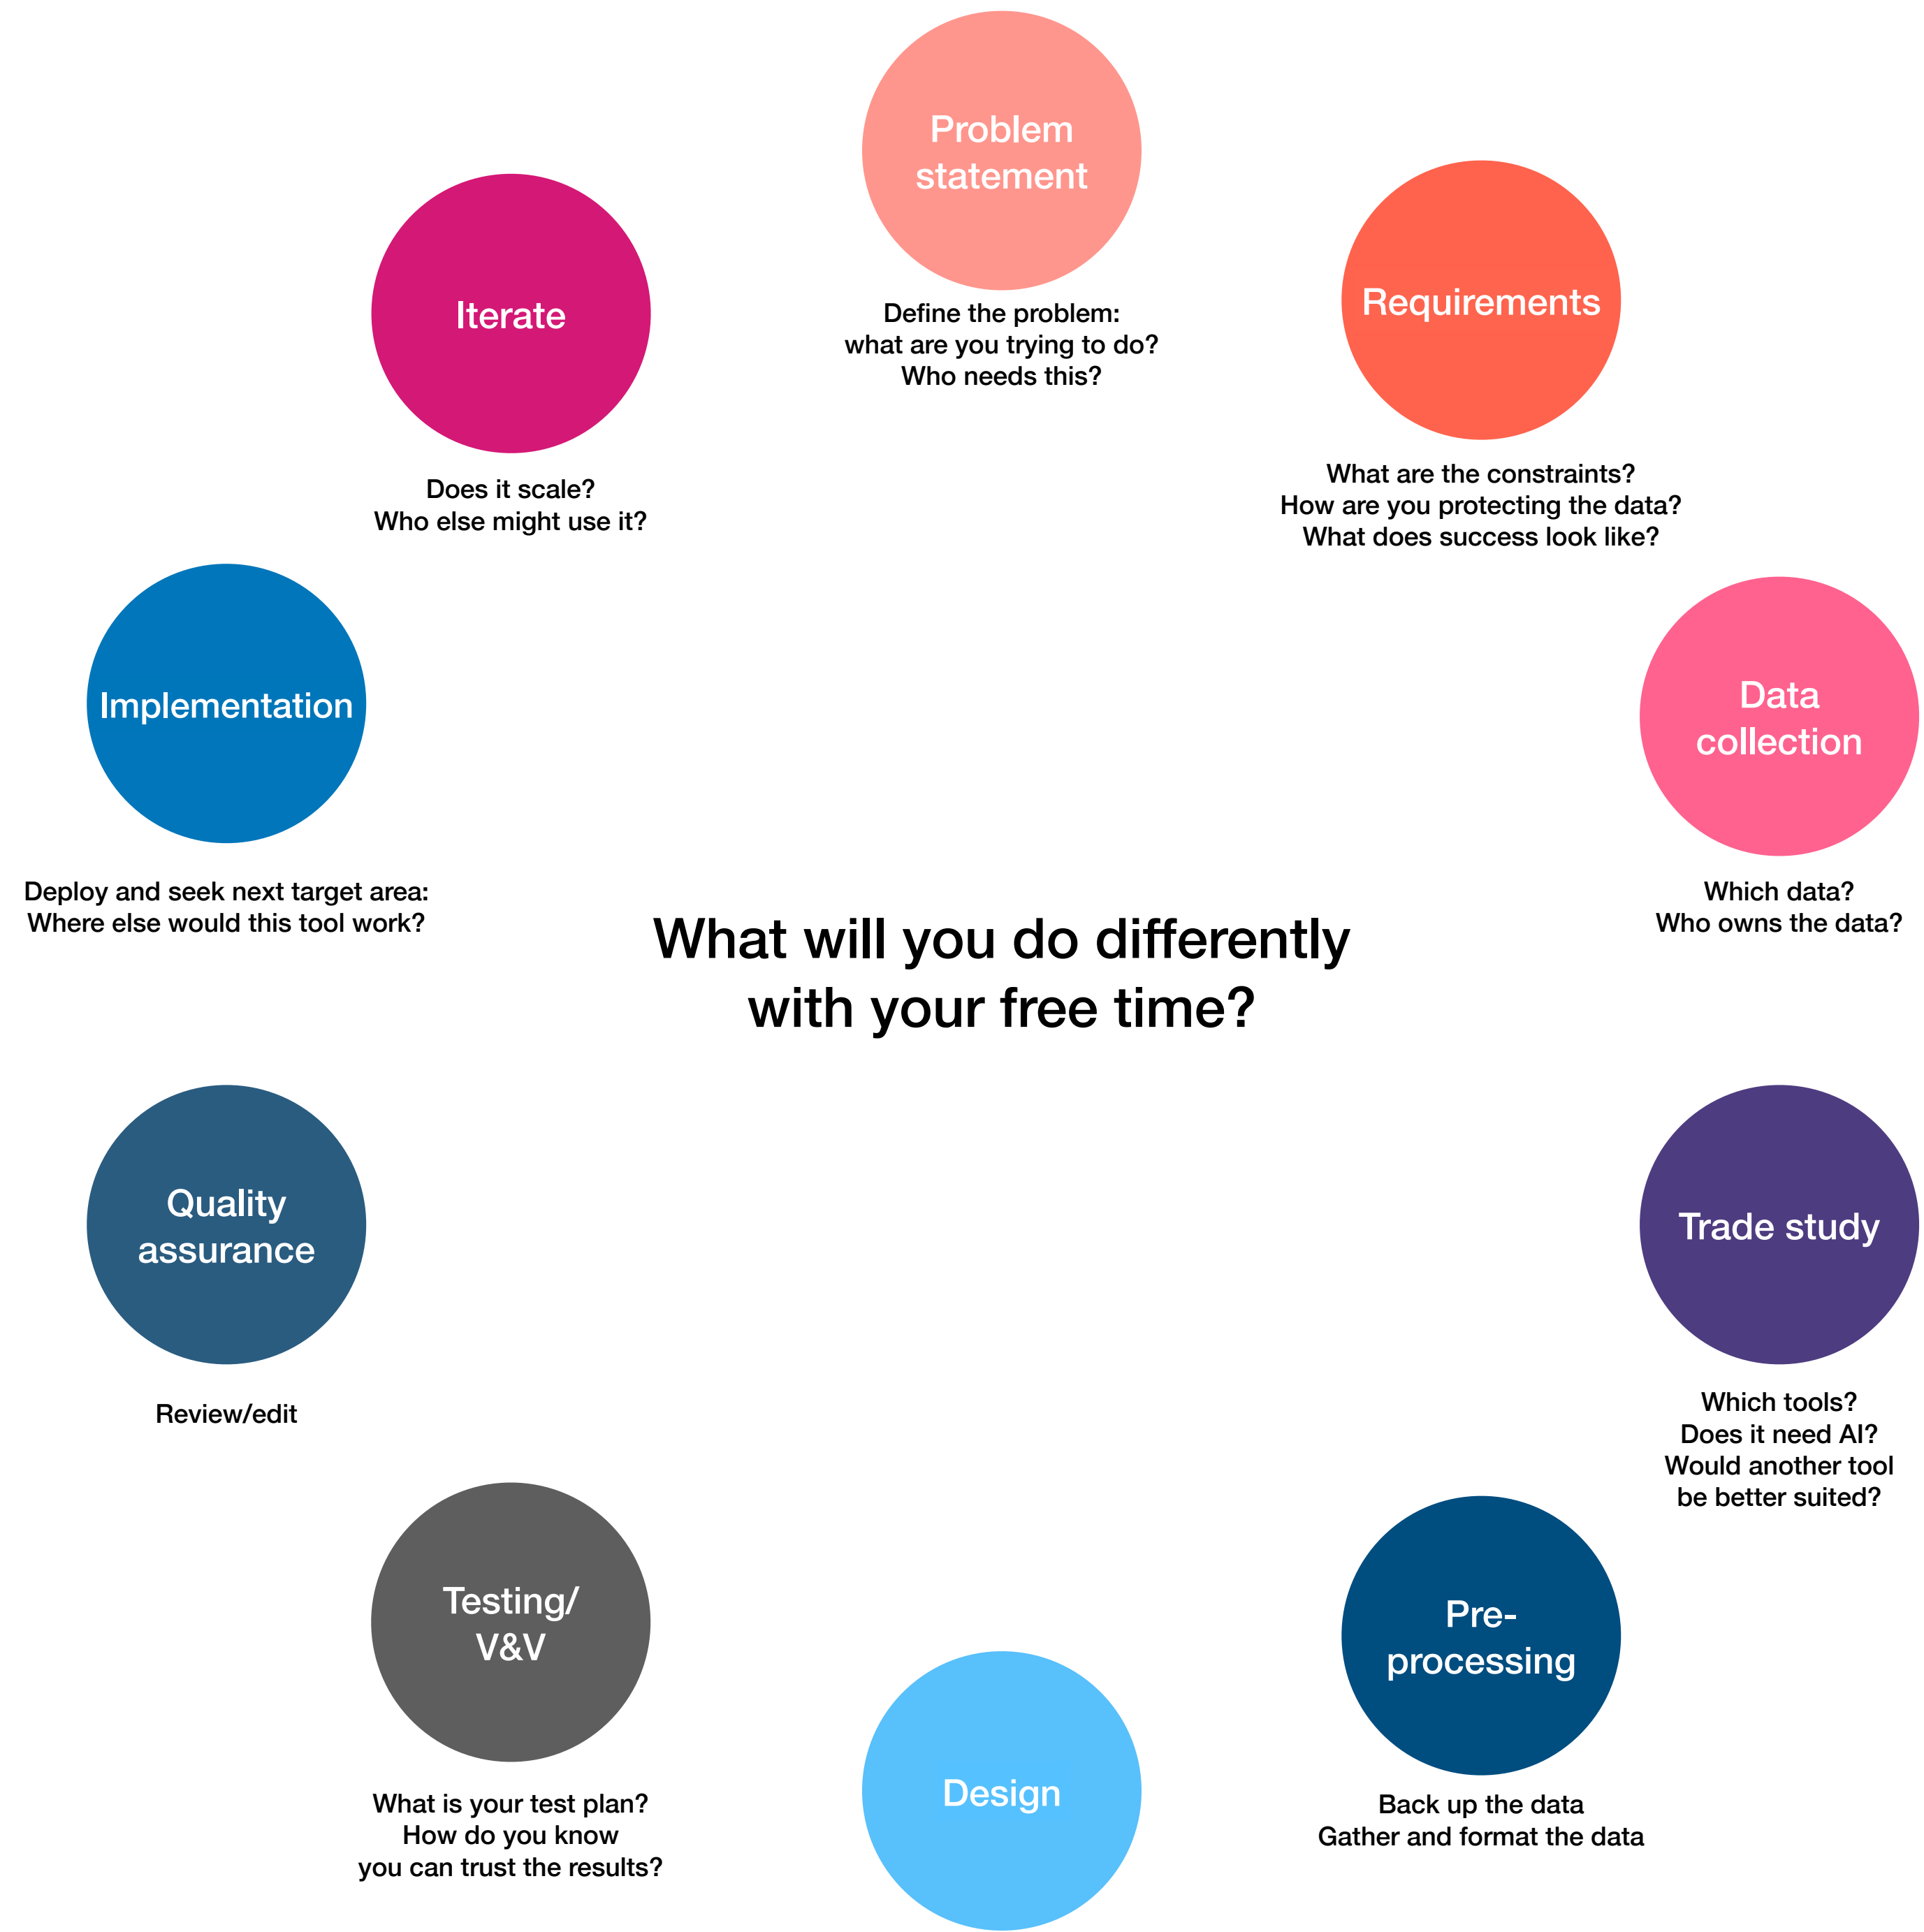 Problem
statement
Define the problem:
what are you trying to do?
Who needs this?
Requirements
What are the constraints?
How are you protecting the data?
What does success look like?
Data
collection
Which data?
Who owns the data?
Trade study
Which tools?
Does it need AI?
Would another tool
be better suited?
Pre-
processing
Back up the data
Gather and format the data
Design
Testing/
V&V
What is your test plan?
How do you know
you can trust the results?
Quality
assurance
Review/edit
Implementation
Deploy and seek next target area:
Where else would this tool work?
Iterate
Does it scale?
Who else might use it?
What will you do differently
with your free time?